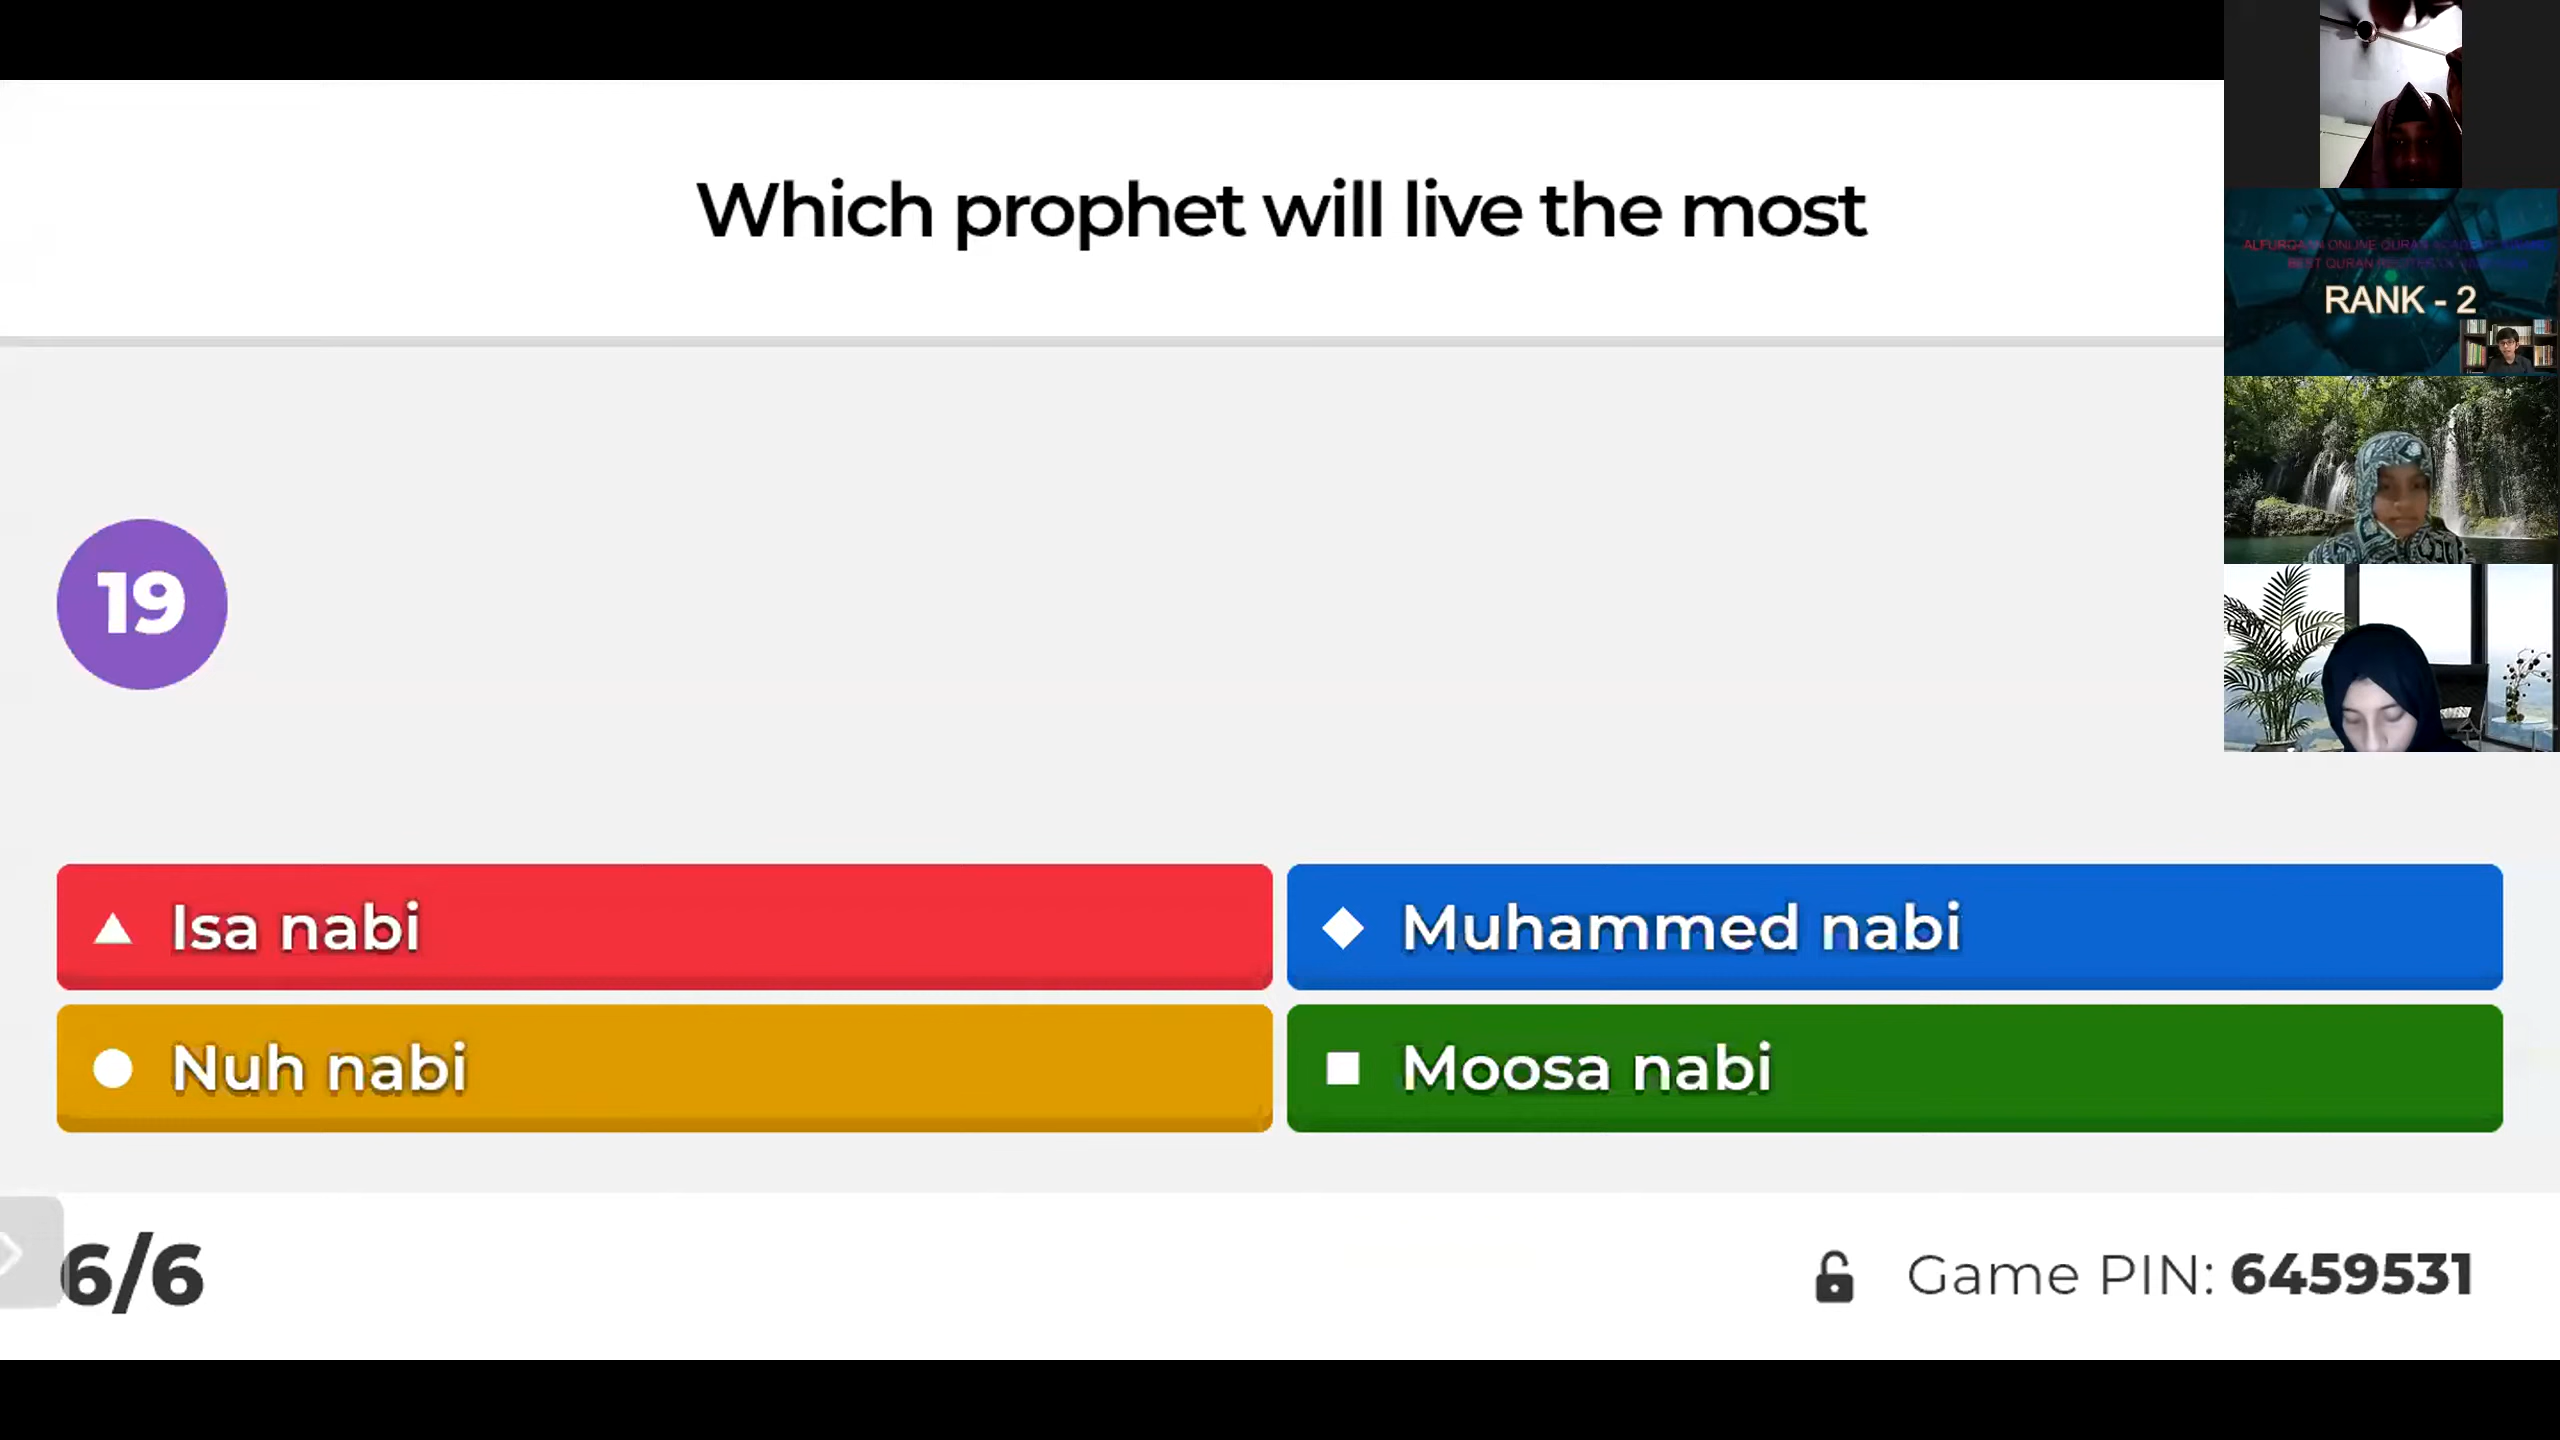 Which prophet will live the most
RANK - 2
19
Isa nabi
Muhammed nabi
Nuh nabi
Moosa nabi
6/6
Game PIN: 6459531